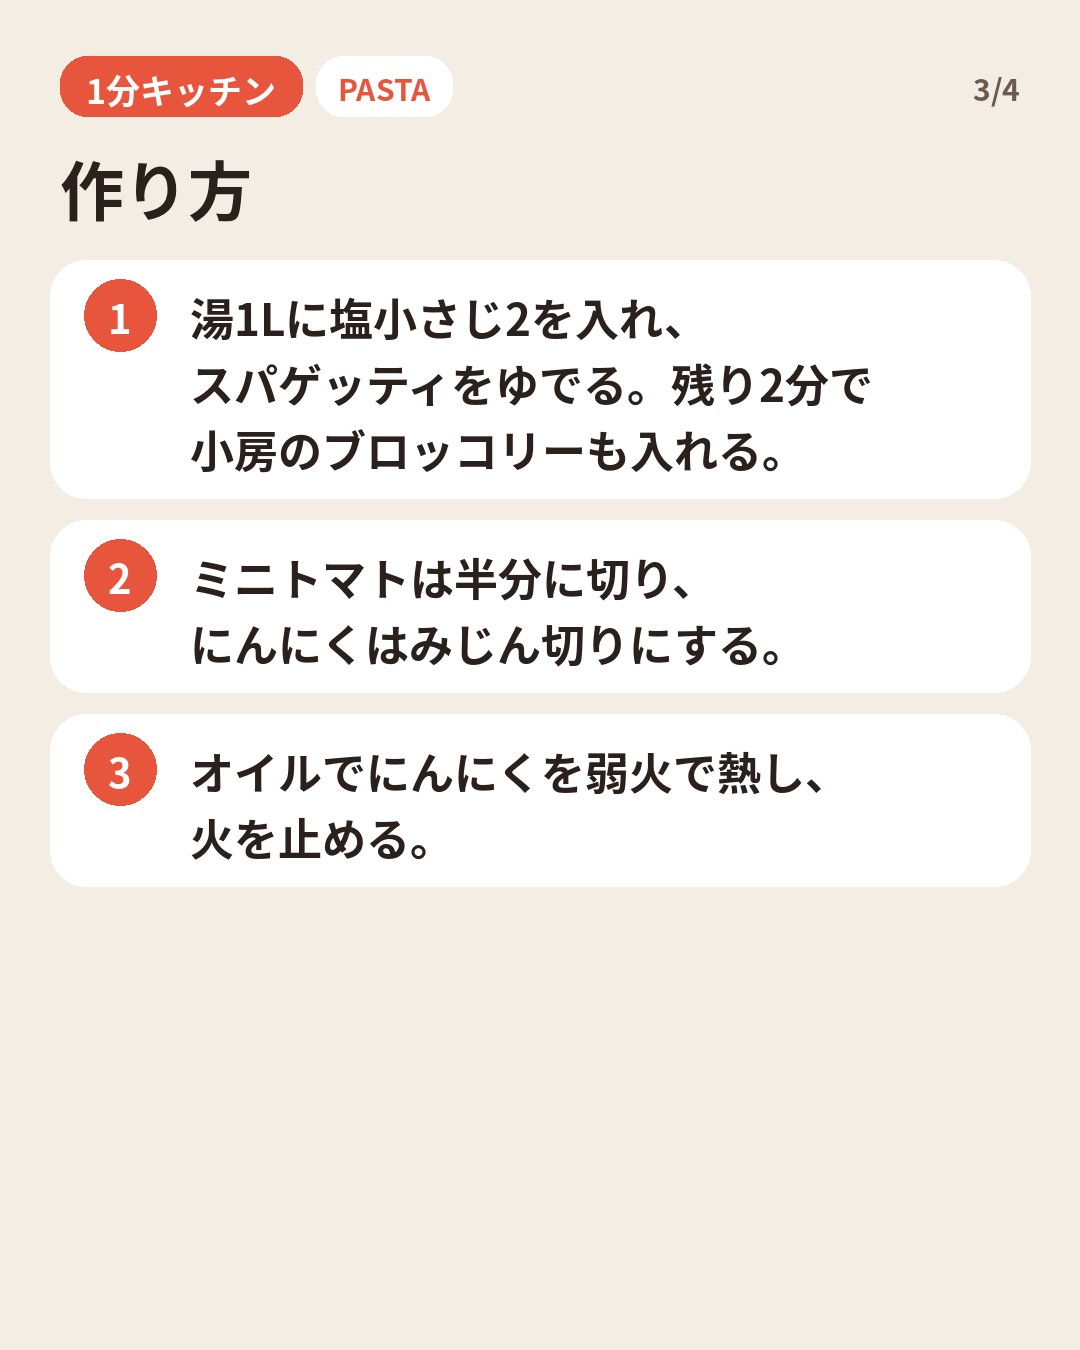 1分キッチン
PASTA
3/4
作り方
1
湯1Lに塩小さじ2を入れ、
スパゲッティをゆでる。残り2分で
小房のブロッコリーも入れる。
2
ミニトマトは半分に切り、
にんにくはみじん切りにする。
3
オイルでにんにくを弱火で熱し、
火を止める。